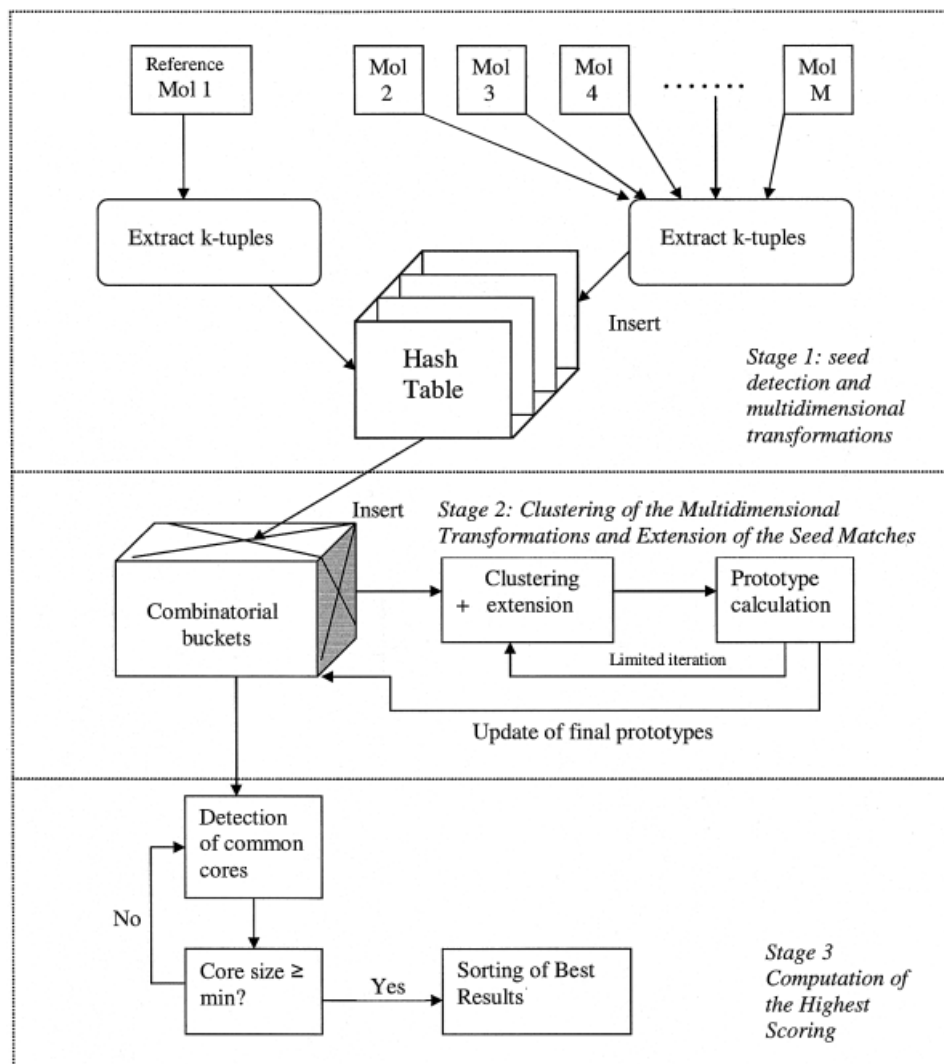 Reference
Mol 1
Mol
2
Mol
3
Mol
4
.......
Mol
M
Extract k-tuples
Extract k-tuples
Insert
Hash
Table
Stage 1: seed
detection and
multidimensional
transformations
Insert
Stage 2: Clustering of the Multidimensional
Transformations and Extension of the Seed Matches
Combinatorial
buckets
Clustering
+ extension
Prototype
calculation
Limited iteration
Update of final prototypes
Detection
of common
cores
No
Core size ≥
min?
Yes
Sorting of Best
Results
Stage 3
Computation of
the Highest
Scoring